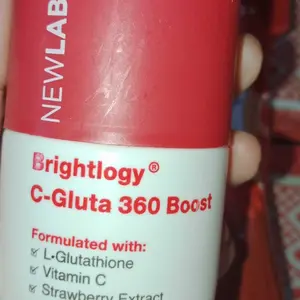 NEWLAB
Brightlogy®
C-Gluta 360 Boost
Formulated with:
L-Glutathione
Vitamin C
Strawberry Extract